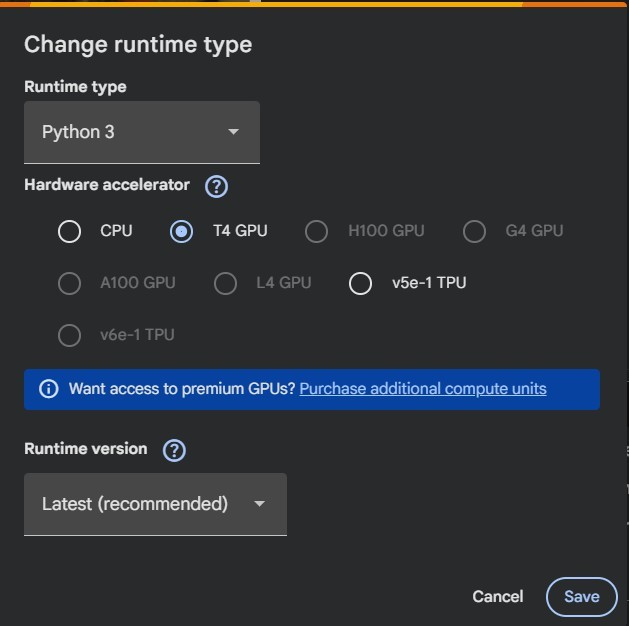 Change runtime type
Runtime type
Python 3
Hardware accelerator ?
CPU T4 GPU H100 GPU G4 GPU
A100 GPU L4 GPU v5e-1 TPU
v6e-1 TPU
Want access to premium GPUs? Purchase additional compute units
Runtime version ?
Latest (recommended)
Cancel Save